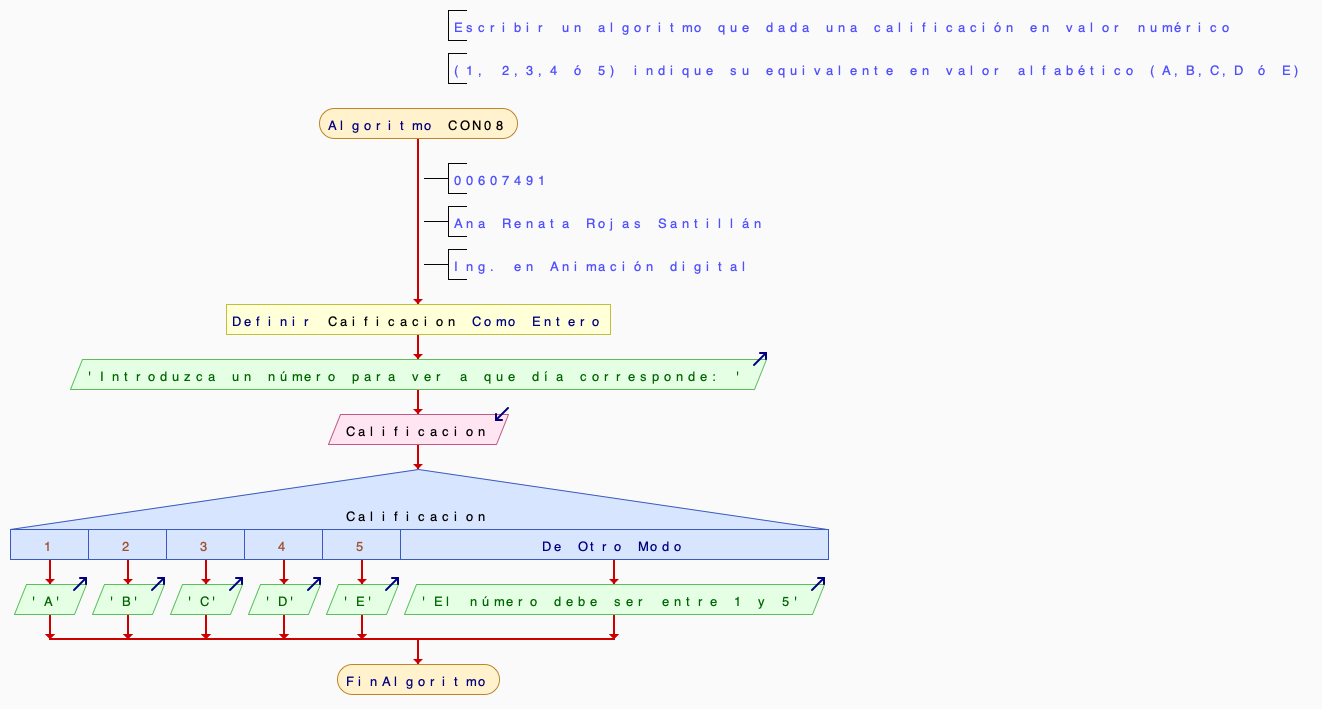 Escribir un algoritmo que dada una calificación en valor numérico
(1, 2,3,4 ó 5) indique su equivalente en valor alfabético (A,B,C,D ó E)
Algoritmo CON08
00607491
Ana Renata Rojas Santillán
Ing. en Animación digital
Definir Caificacion Como Entero
'Introduzca un número para ver a que día corresponde: '
Calificacion
Calificacion
1 2 3 4 5 De Otro Modo
'A' 'B' 'C' 'D' 'E' 'El número debe ser entre 1 y 5'
FinAlgoritmo